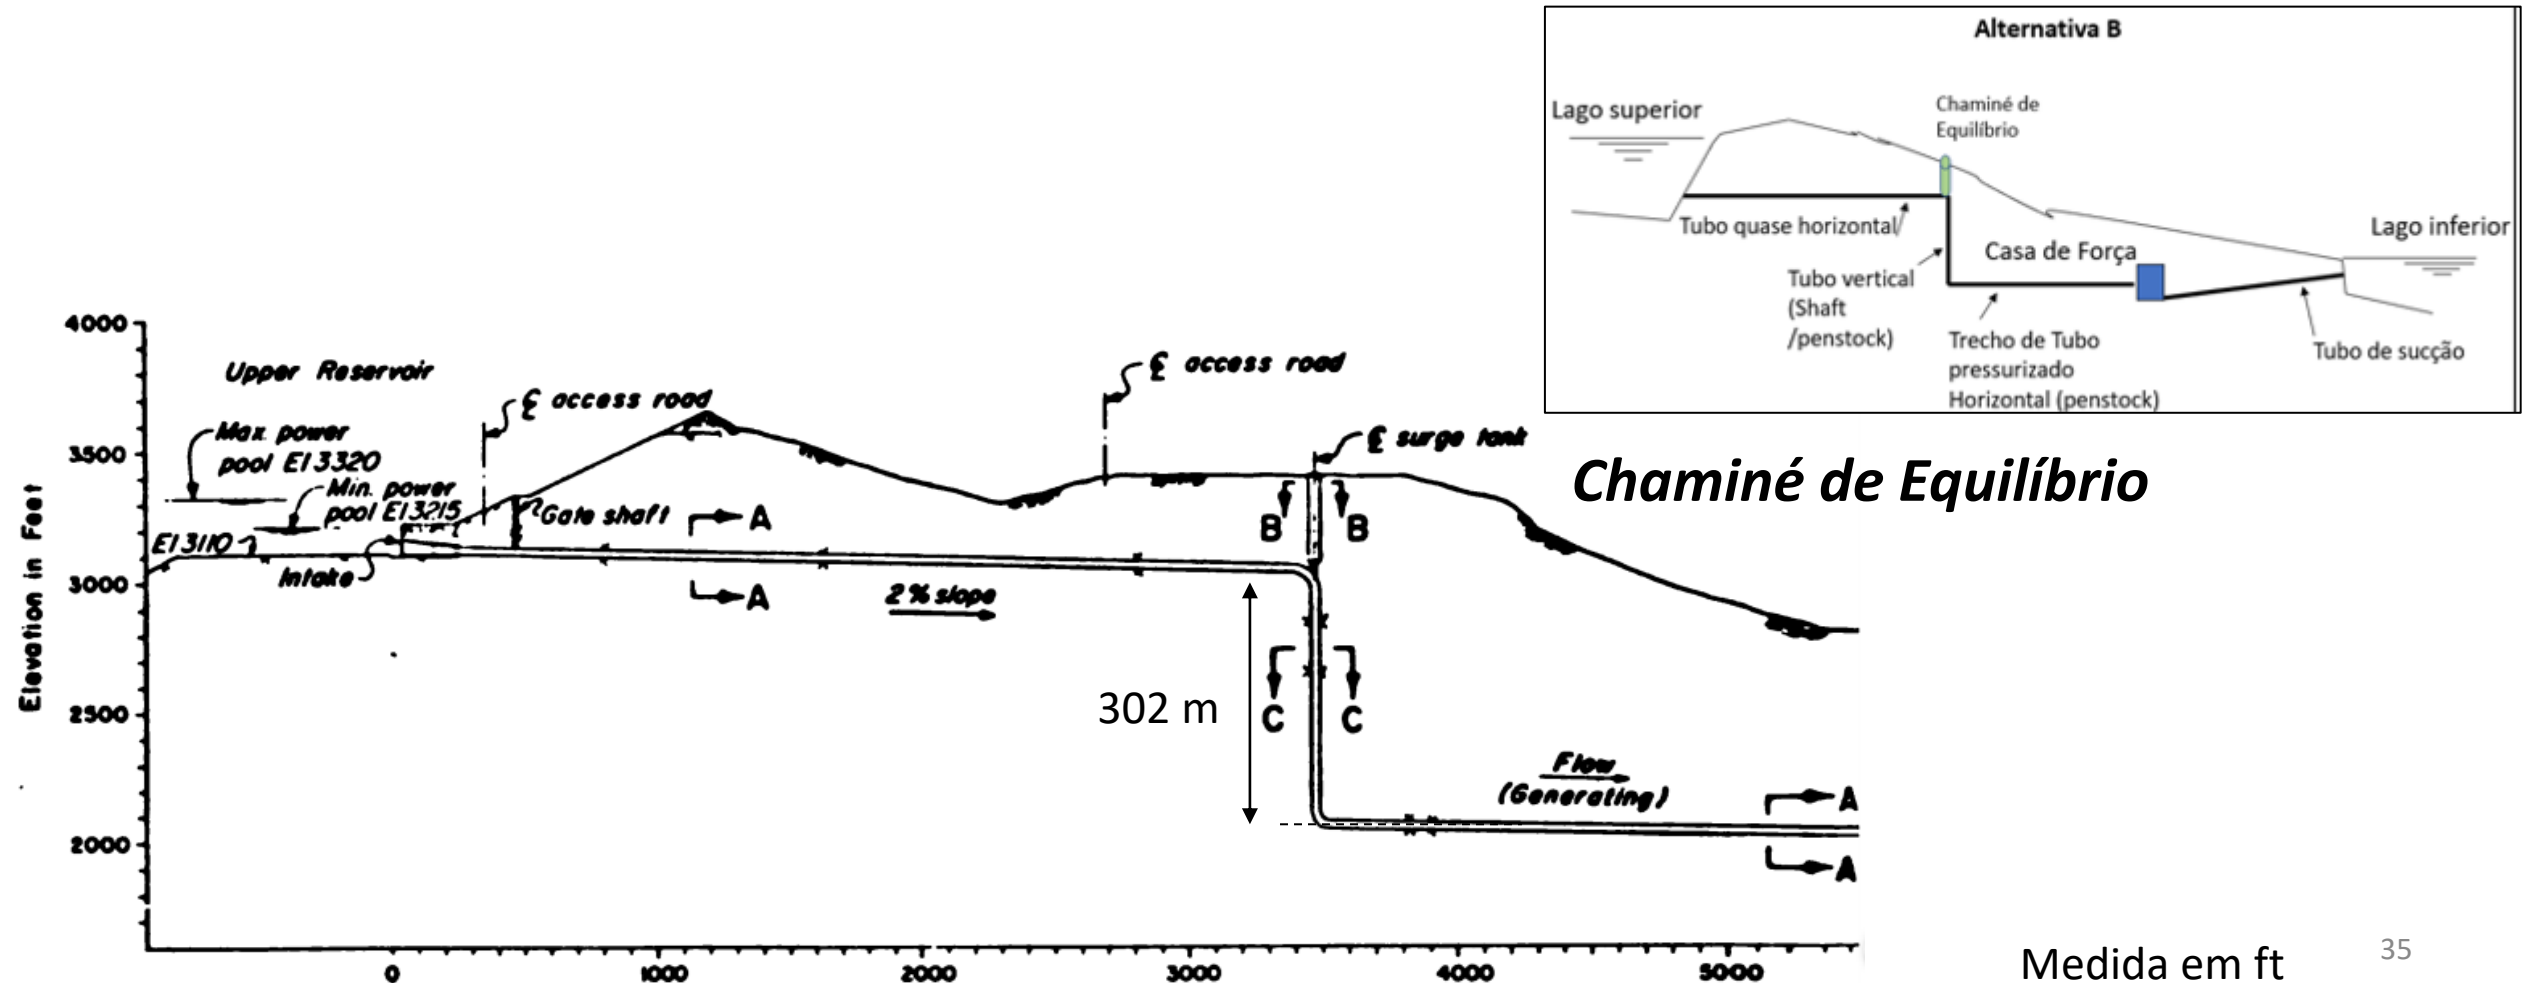 Alternativa B
Lago superior
Chaminé de
Equilíbrio
Tubo quase horizontal
Lago inferior
Casa de Força
Tubo vertical
(Shaft
/penstock)
Trecho de Tubo
pressurizado
Horizontal (penstock)
Tubo de sucção
Chaminé de Equilíbrio
Elevation in Feet
4000
3500
3000
2500
2000
Upper Reservoir
Max power
pool El 3320
Min. power
pool El 3215
El 3110
Intake
℄ access road
Gate shaft
A
A
2% slope
℄ access road
℄ surge tank
B
B
302 m
C
C
Flow
(Generating)
A
A
0
1000
2000
3000
4000
5000
Medida em ft
35